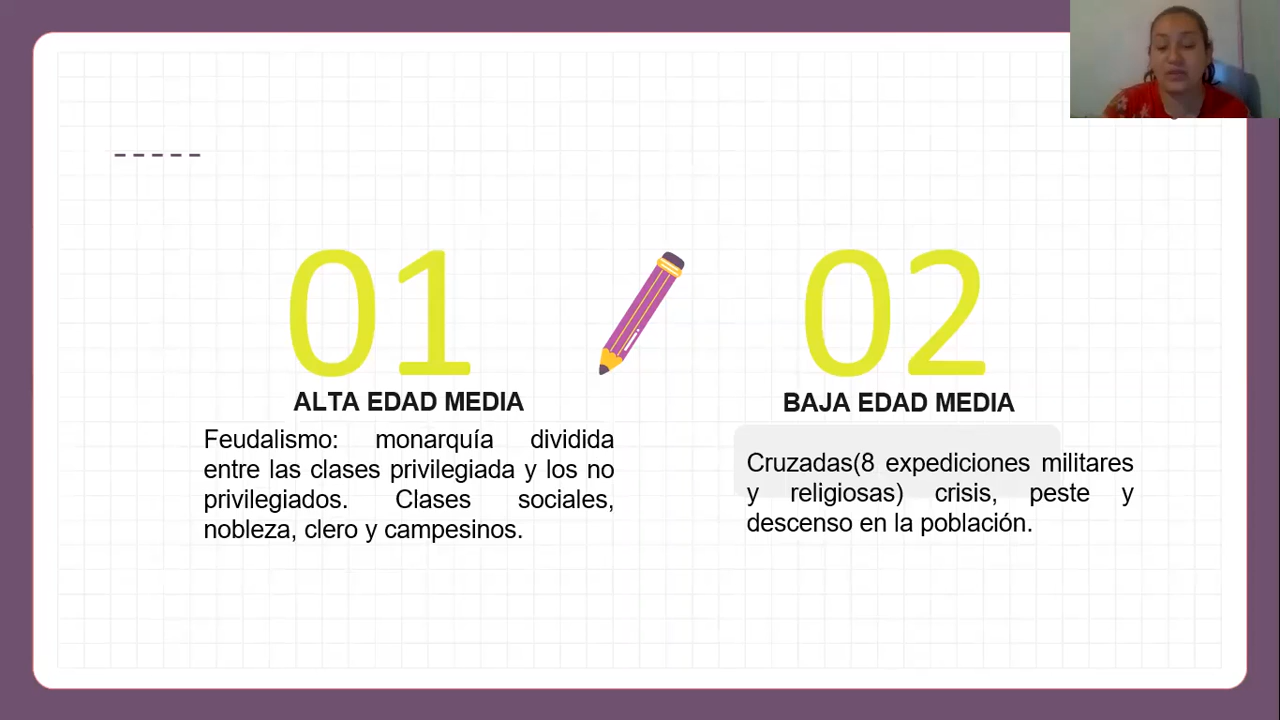 01
ALTA EDAD MEDIA
Feudalismo: monarquía dividida
entre las clases privilegiada y los no
privilegiados. Clases sociales,
nobleza, clero y campesinos.
02
BAJA EDAD MEDIA
Cruzadas(8 expediciones militares
y religiosas) crisis, peste y
descenso en la población.